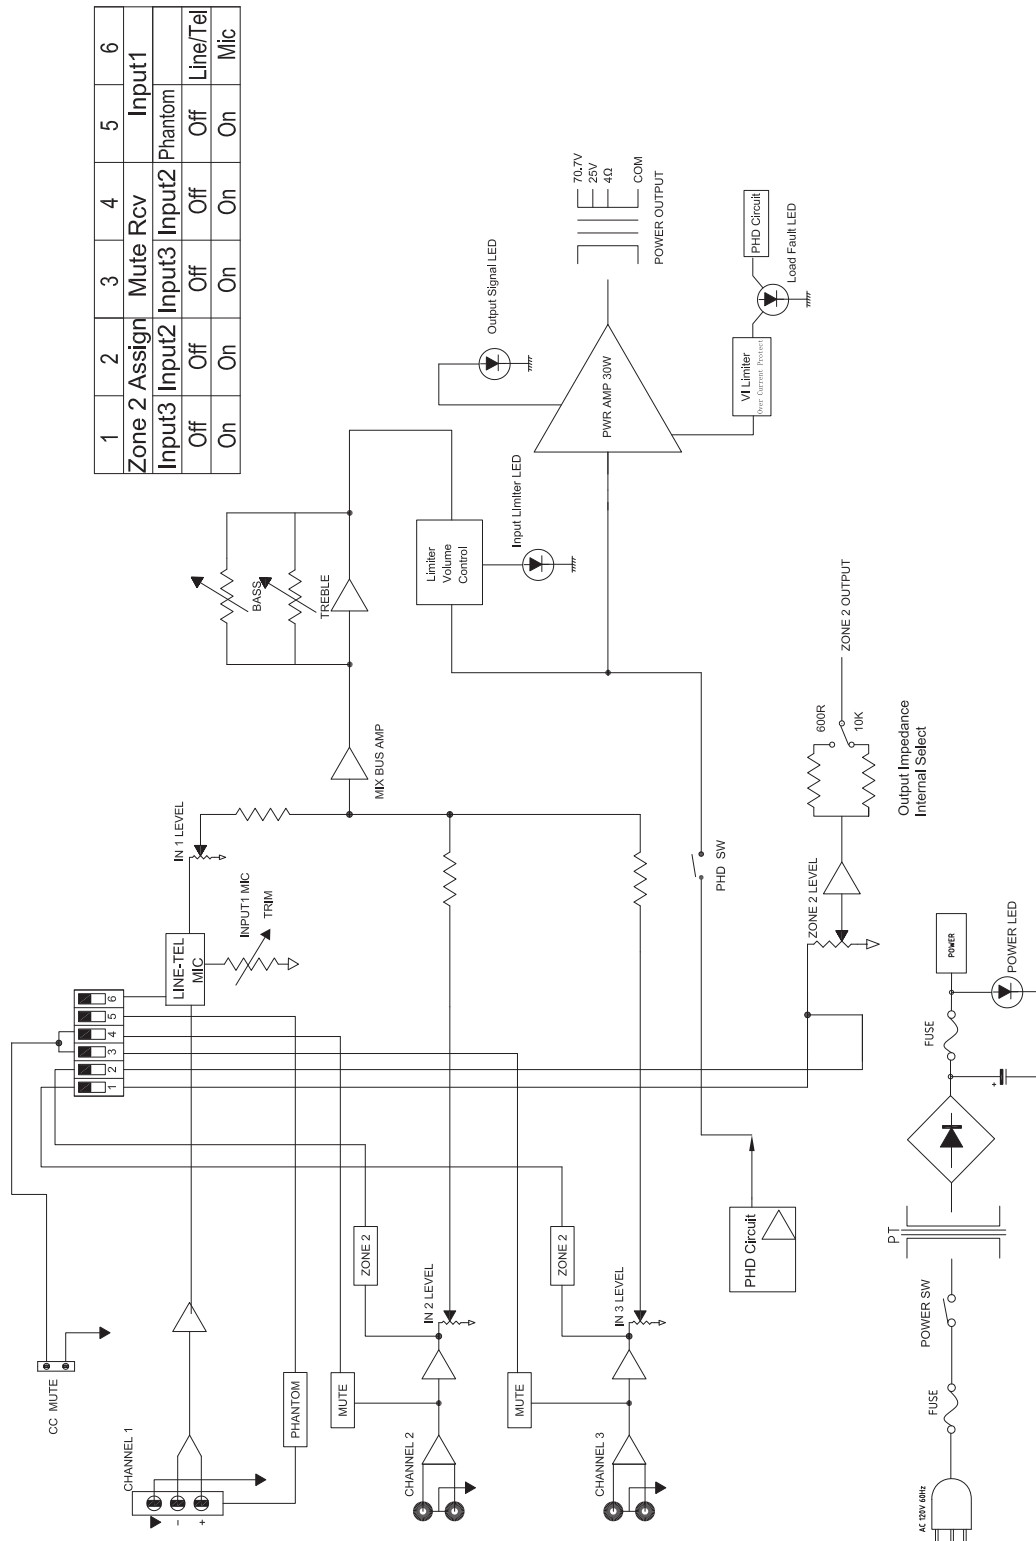 1 2 3 4 5 6
Zone 2 Assign Mute Rcv Input1
Input3 Input2 Input3 Input2 Phantom
Off Off Off Off Off Line/Tel
On On On On On Mic
CC MUTE
CHANNEL 1
-
+
PHANTOM
MUTE
CHANNEL 2
MUTE
CHANNEL 3
ZONE 2
IN 2 LEVEL
ZONE 2
IN 3 LEVEL
1
2
3
4
5
6
LINE-TEL
MIC
INPUT1 MIC
TRIM
IN 1 LEVEL
MIX BUS AMP
BASS
TREBLE
Limiter
Volume
Control
Input LImIter LED
Output Signal LED
PWR AMP 30W
70.7V
25V
4Ω
COM
POWER OUTPUT
VI Limiter
Over Current Protect
PHD Circuit
Load Fault LED
PHD Circuit
PHD SW
ZONE 2 LEVEL
600R
10K
ZONE 2 OUTPUT
Output Impedance
Internal Select
AC 120V 60Hz
FUSE
POWER SW
PT
+
FUSE
POWER
POWER LED